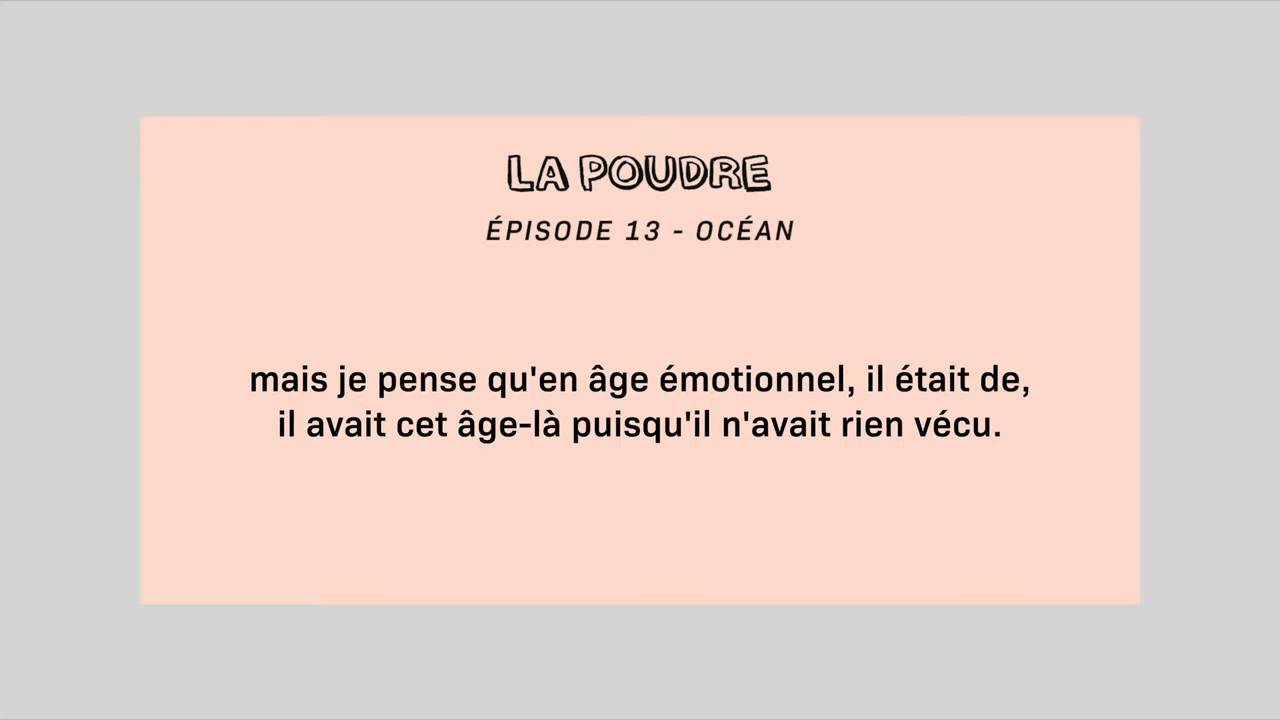 LA POUDRE
ÉPISODE 13 - OCÉAN
mais je pense qu'en âge émotionnel, il était de,
il avait cet âge-là puisqu'il n'avait rien vécu.